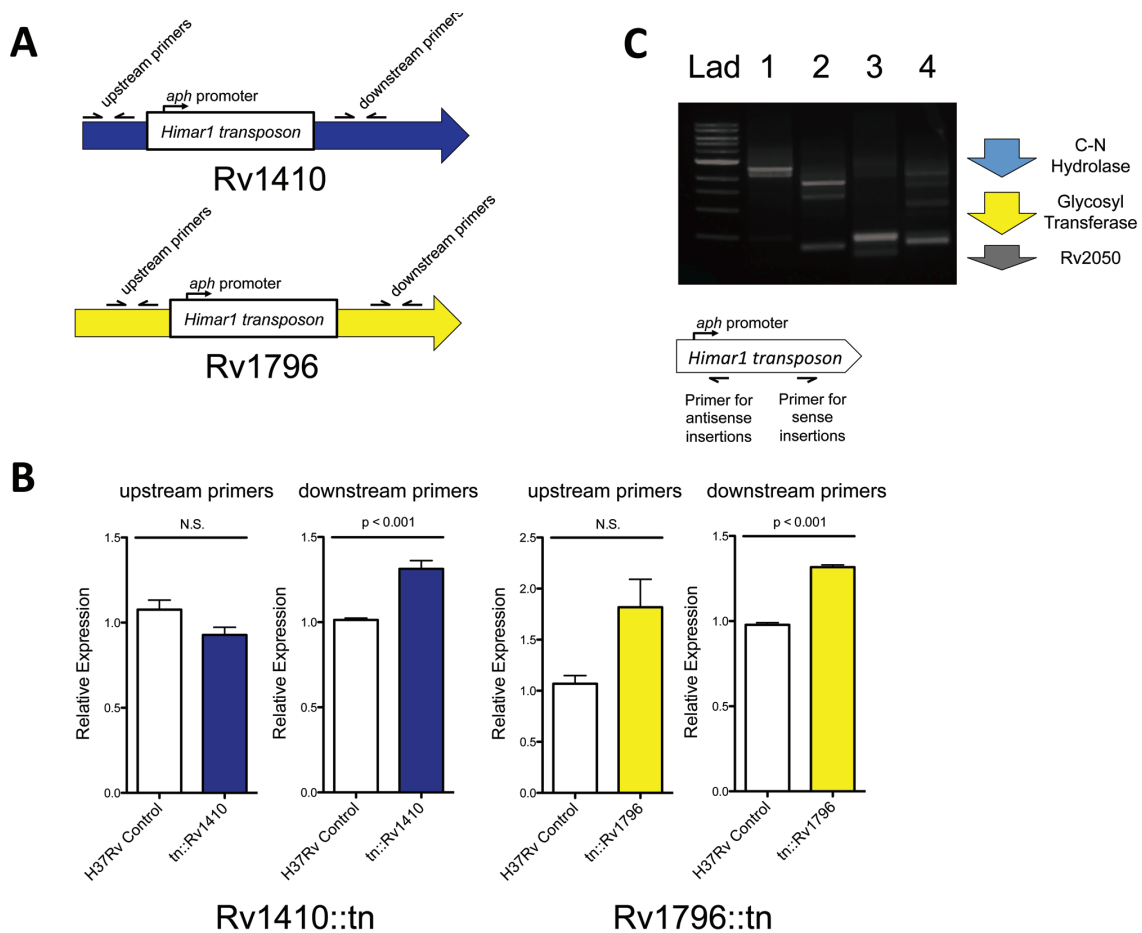 A
upstream primers
downstream primers
aph promoter
Himar1 transposon
Rv1410
upstream primers
downstream primers
aph promoter
Himar1 transposon
Rv1796
C
Lad 1 2 3 4
C-N
Hydrolase
Glycosyl
Transferase
Rv2050
aph promoter
Himar1 transposon
Primer for
antisense
insertions
Primer for
sense
insertions
B
upstream primers
N.S.
Relative Expression
1.5
1.0
0.5
0.0
H37Rv Control
tn::Rv1410
downstream primers
p < 0.001
Relative Expression
1.5
1.0
0.5
0.0
H37Rv Control
tn::Rv1410
Rv1410::tn
upstream primers
N.S.
Relative Expression
2.5
2.0
1.5
1.0
0.5
0.0
H37Rv Control
tn::Rv1796
downstream primers
p < 0.001
Relative Expression
1.5
1.0
0.5
0.0
H37Rv Control
tn::Rv1796
Rv1796::tn